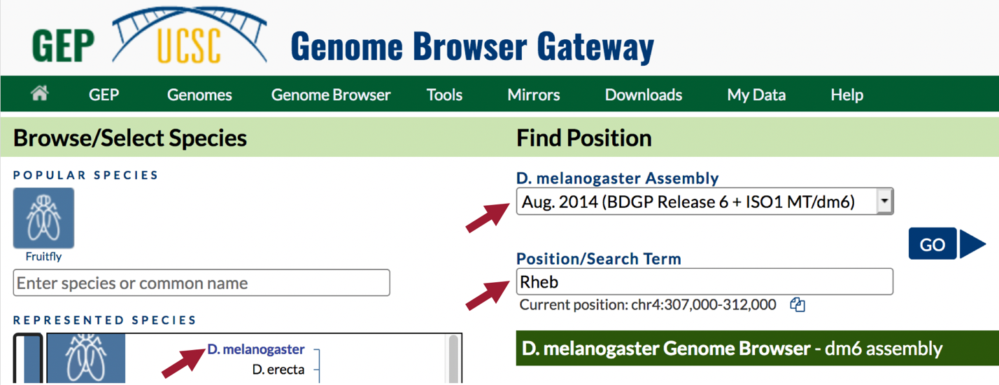 GEP UCSC Genome Browser Gateway
GEP Genomes Genome Browser Tools Mirrors Downloads My Data Help
Browse/Select Species
POPULAR SPECIES
Fruitfly
Enter species or common name
REPRESENTED SPECIES
D. melanogaster
D. erecta
Find Position
D. melanogaster Assembly
Aug. 2014 (BDGP Release 6 + ISO1 MT/dm6)
GO
Position/Search Term
Rheb
Current position: chr4:307,000-312,000
D. melanogaster Genome Browser - dm6 assembly